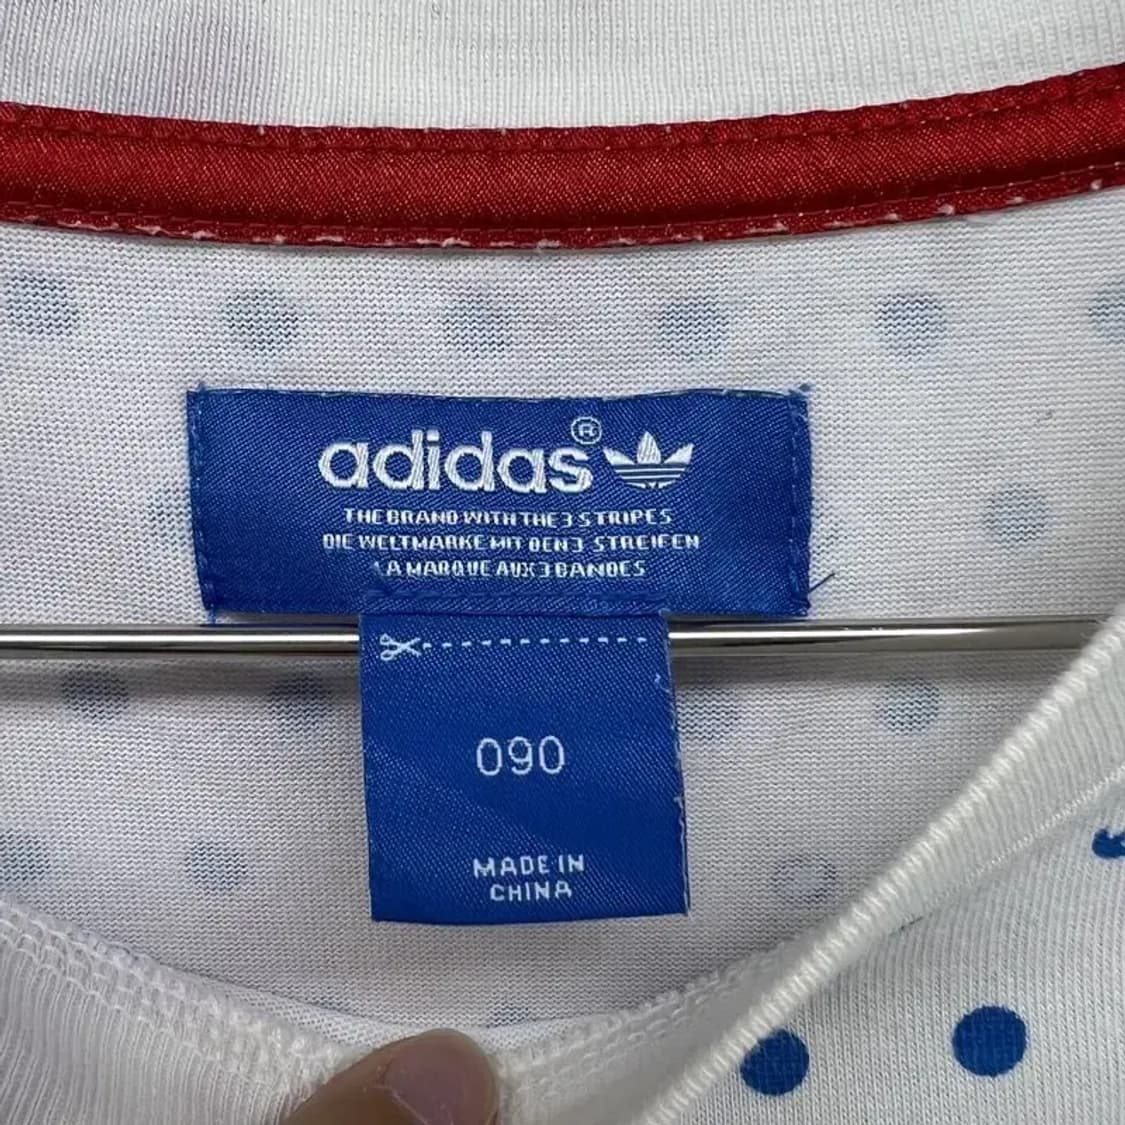 adidas®
THE BRAND WITH THE 3 STRIPES
DIE WELTMARKE MIT DEN 3 STREIFEN
LA MARQUE AUX 3 BANDES
090
MADE IN
CHINA